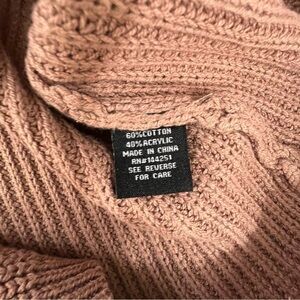 60%COTTON
40%ACRYLIC
MADE IN CHINA
RN#144251
SEE REVERSE
FOR CARE